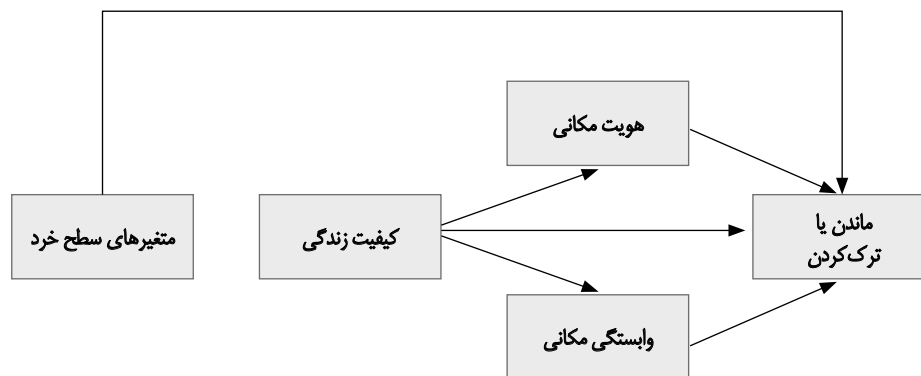 هویت مکانی
متغیرهای سطح خرد
کیفیت زندگی
ماندن یا
ترک‌کردن
وابستگی مکانی